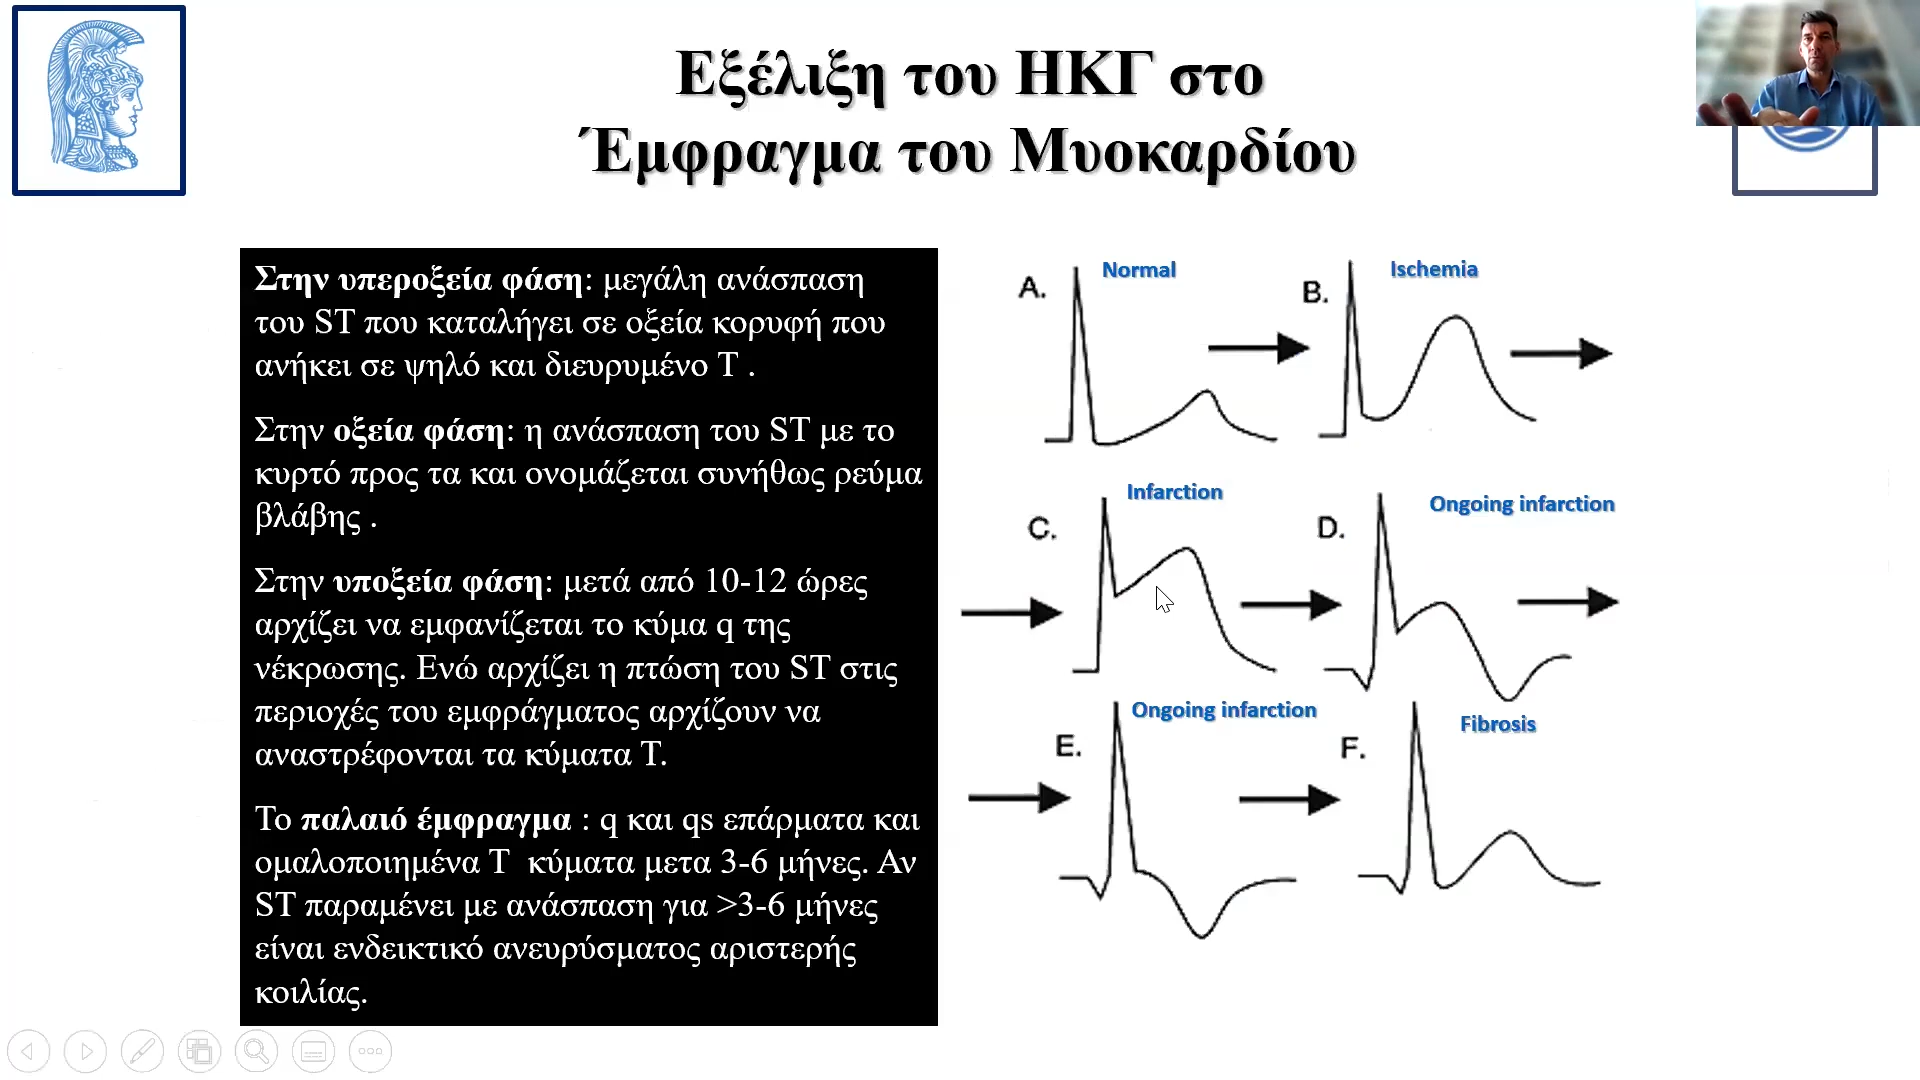 Εξέλιξη του ΗΚΓ στο
Έμφραγμα του Μυοκαρδίου
Στην υπεροξεία φάση: μεγάλη ανάσπαση
του ST που καταλήγει σε οξεία κορυφή που
ανήκει σε ψηλό και διευρυμένο Τ .
Στην οξεία φάση: η ανάσπαση του ST με το
κυρτό προς τα και ονομάζεται συνήθως ρεύμα
βλάβης .
Στην υποξεία φάση: μετά από 10-12 ώρες
αρχίζει να εμφανίζεται το κύμα q της
νέκρωσης. Ενώ αρχίζει η πτώση του ST στις
περιοχές του εμφράγματος αρχίζουν να
αναστρέφονται τα κύματα Τ.
Το παλαιό έμφραγμα : q και qs επάρματα και
ομαλοποιημένα Τ κύματα μετα 3-6 μήνες. Αν
ST παραμένει με ανάσπαση για >3-6 μήνες
είναι ενδεικτικό ανευρύσματος αριστερής
κοιλίας.
A. Normal
B. Ischemia
C. Infarction
D. Ongoing infarction
E. Ongoing infarction
F. Fibrosis